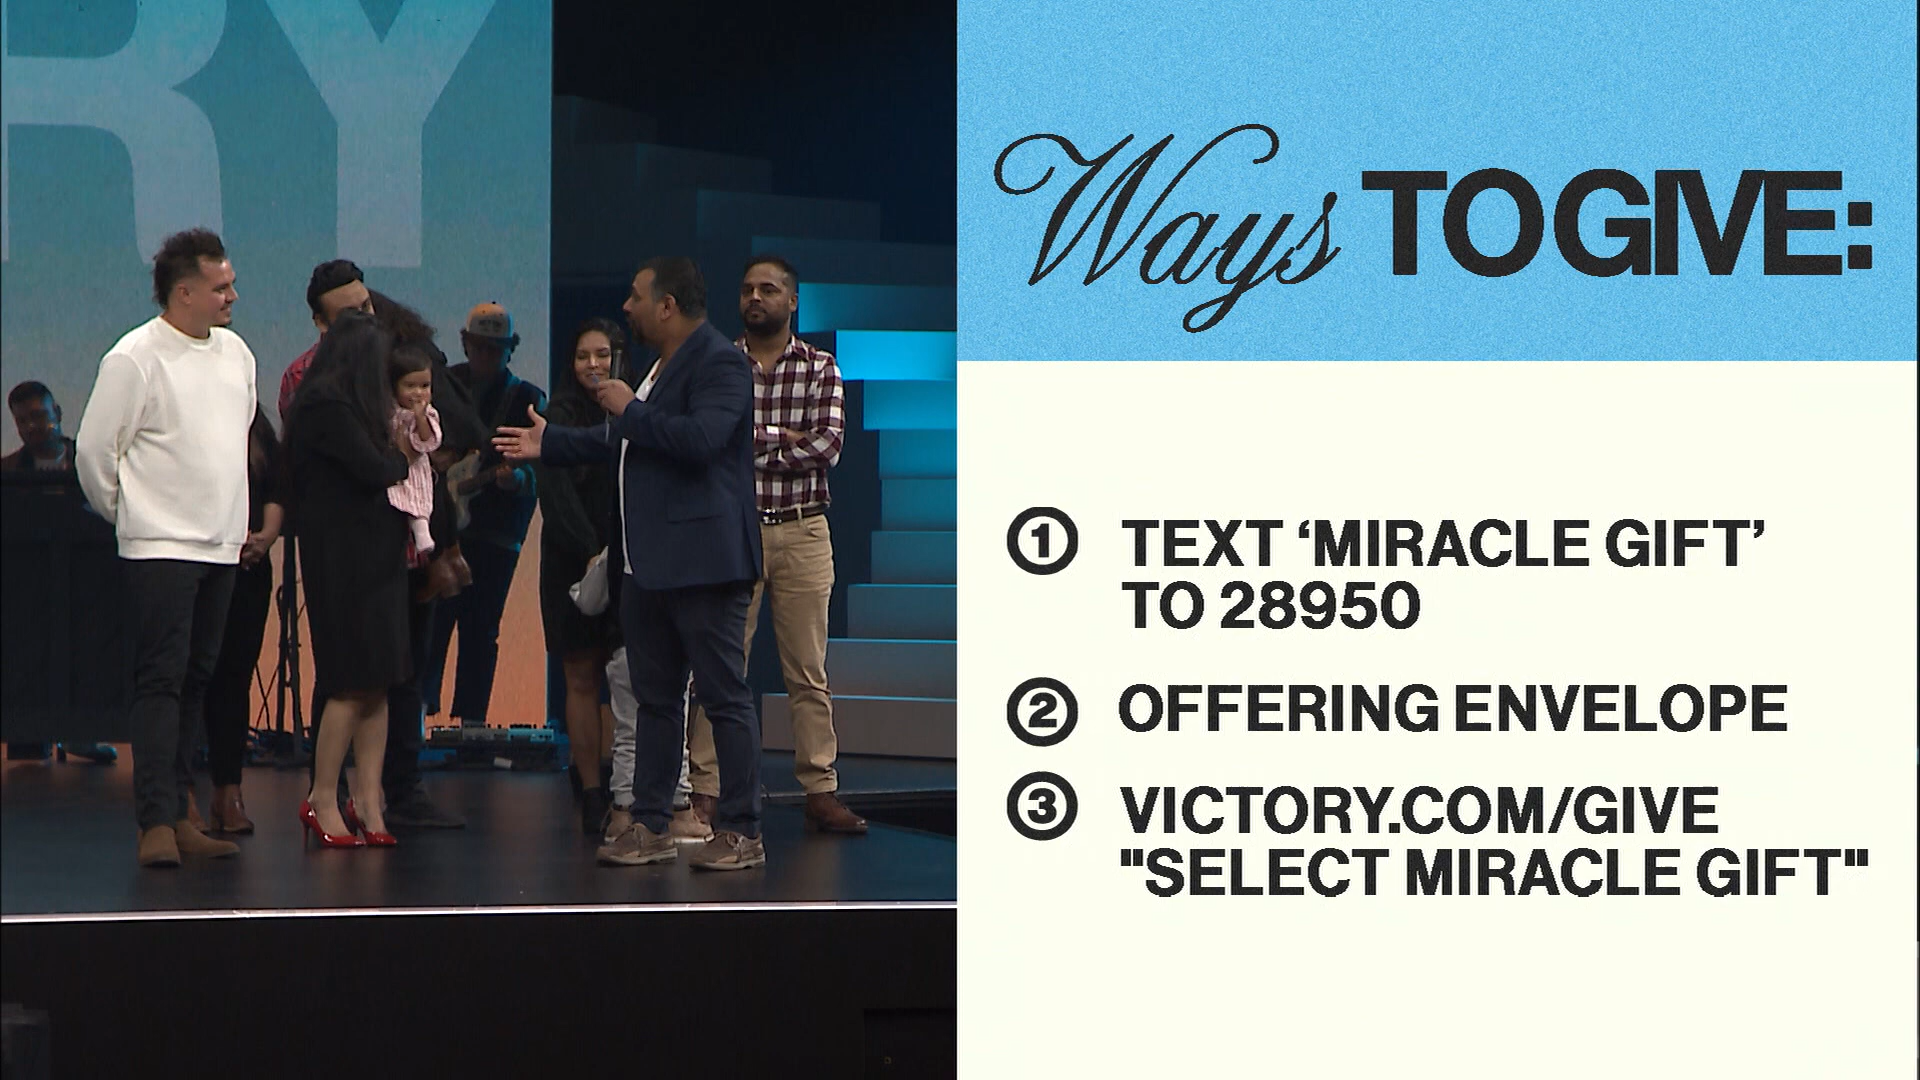 RY
Ways TO GIVE:
1 TEXT ‘MIRACLE GIFT’
TO 28950
2 OFFERING ENVELOPE
3 VICTORY.COM/GIVE
"SELECT MIRACLE GIFT"